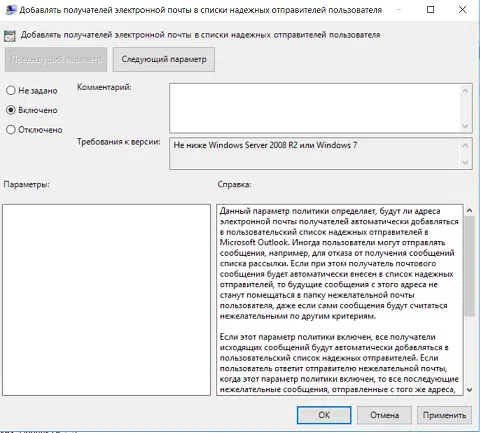 Добавлять получателей электронной почты в списки надежных отправителей пользователя
Добавлять получателей электронной почты в списки надежных отправителей пользователя
Предыдущий параметр
Следующий параметр
Не задано
Комментарий:
Включено
Отключено
Требования к версии:
Не ниже Windows Server 2008 R2 или Windows 7
Параметры:
Справка:
Данный параметр политики определяет, будут ли адреса
электронной почты получателей автоматически добавляться
в пользовательский список надежных отправителей в
Microsoft Outlook. Иногда пользователи могут отправлять
сообщения, например, для отказа от получения сообщений
списка рассылки. Если при этом получатель почтового
сообщения будет автоматически внесен в список надежных
отправителей, то будущие сообщения с этого адреса не
станут помещаться в папку нежелательной почты
пользователя, даже если сами сообщения будут считаться
нежелательными по другим критериям.
Если этот параметр политики включен, все получатели
исходящих сообщений будут автоматически добавляться в
пользовательский список надежных отправителей. Если
пользователь ответит отправителю нежелательной почты,
когда этот параметр политики включен, то все последующие
нежелательные сообщения, отправленные с того же адреса,
ОК
Отмена
Применить